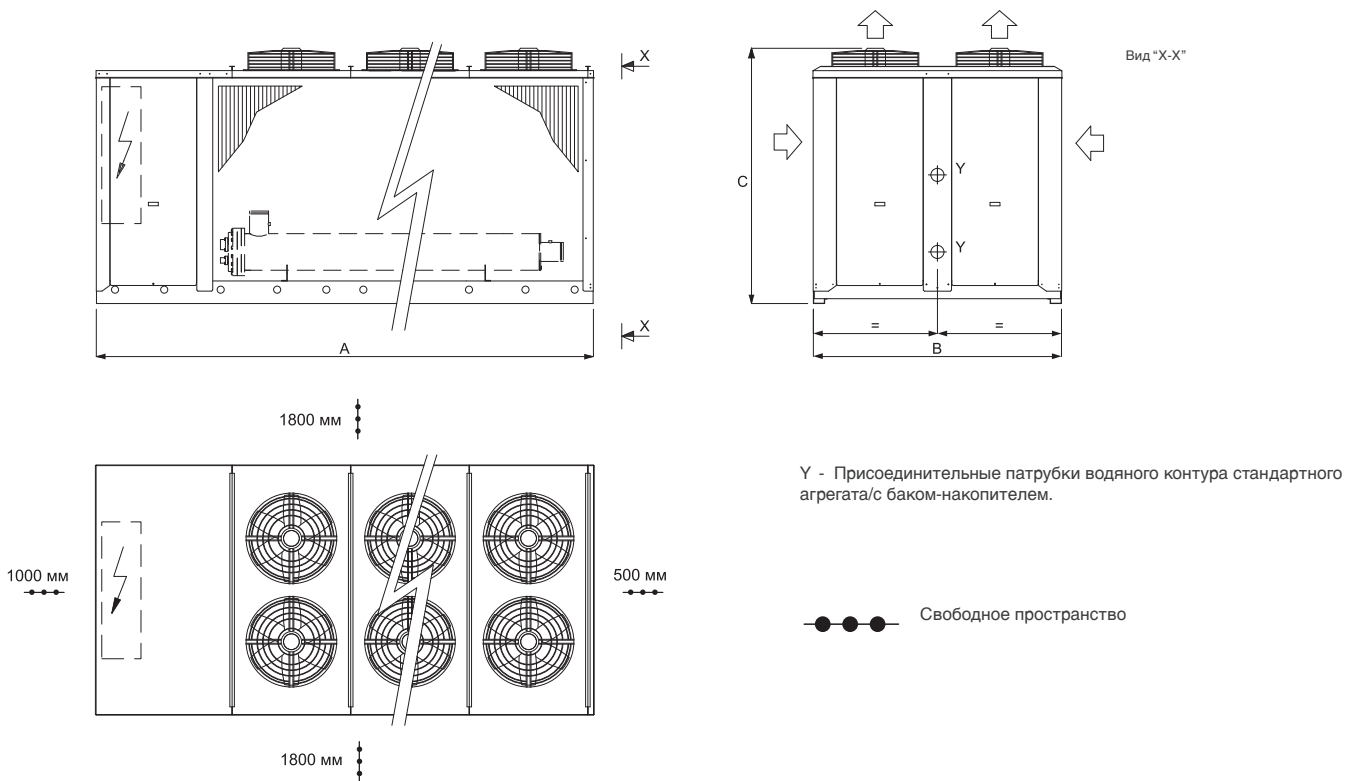 X
Вид “X-X”
C
Y
Y
X
=
=
A
B
1800 мм
Y - Присоединительные патрубки водяного контура стандартного
агрегата/с баком-накопителем.
1000 мм
500 мм
Свободное пространство
1800 мм